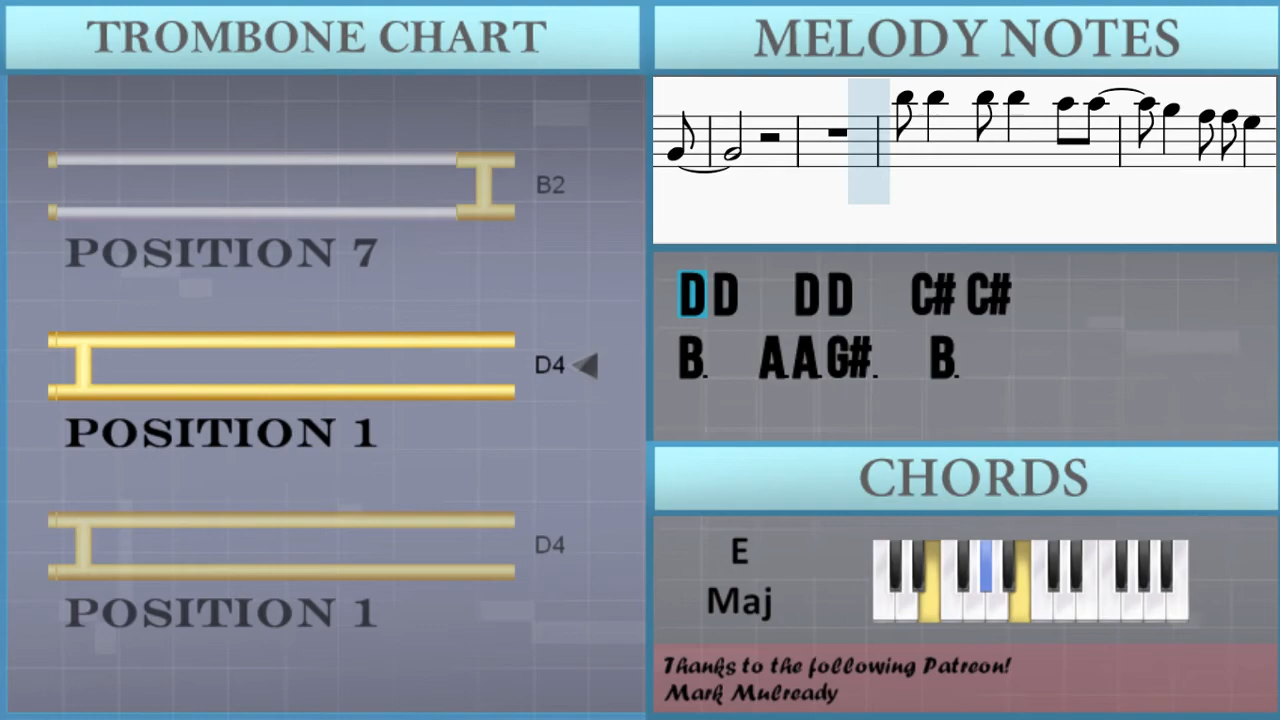 TROMBONE CHART
B2
POSITION 7
D4
POSITION 1
D4
POSITION 1
MELODY NOTES
D D D D C# C#
B. A A G#. B.
CHORDS
E
Maj
Thanks to the following Patreon!
Mark Mulready